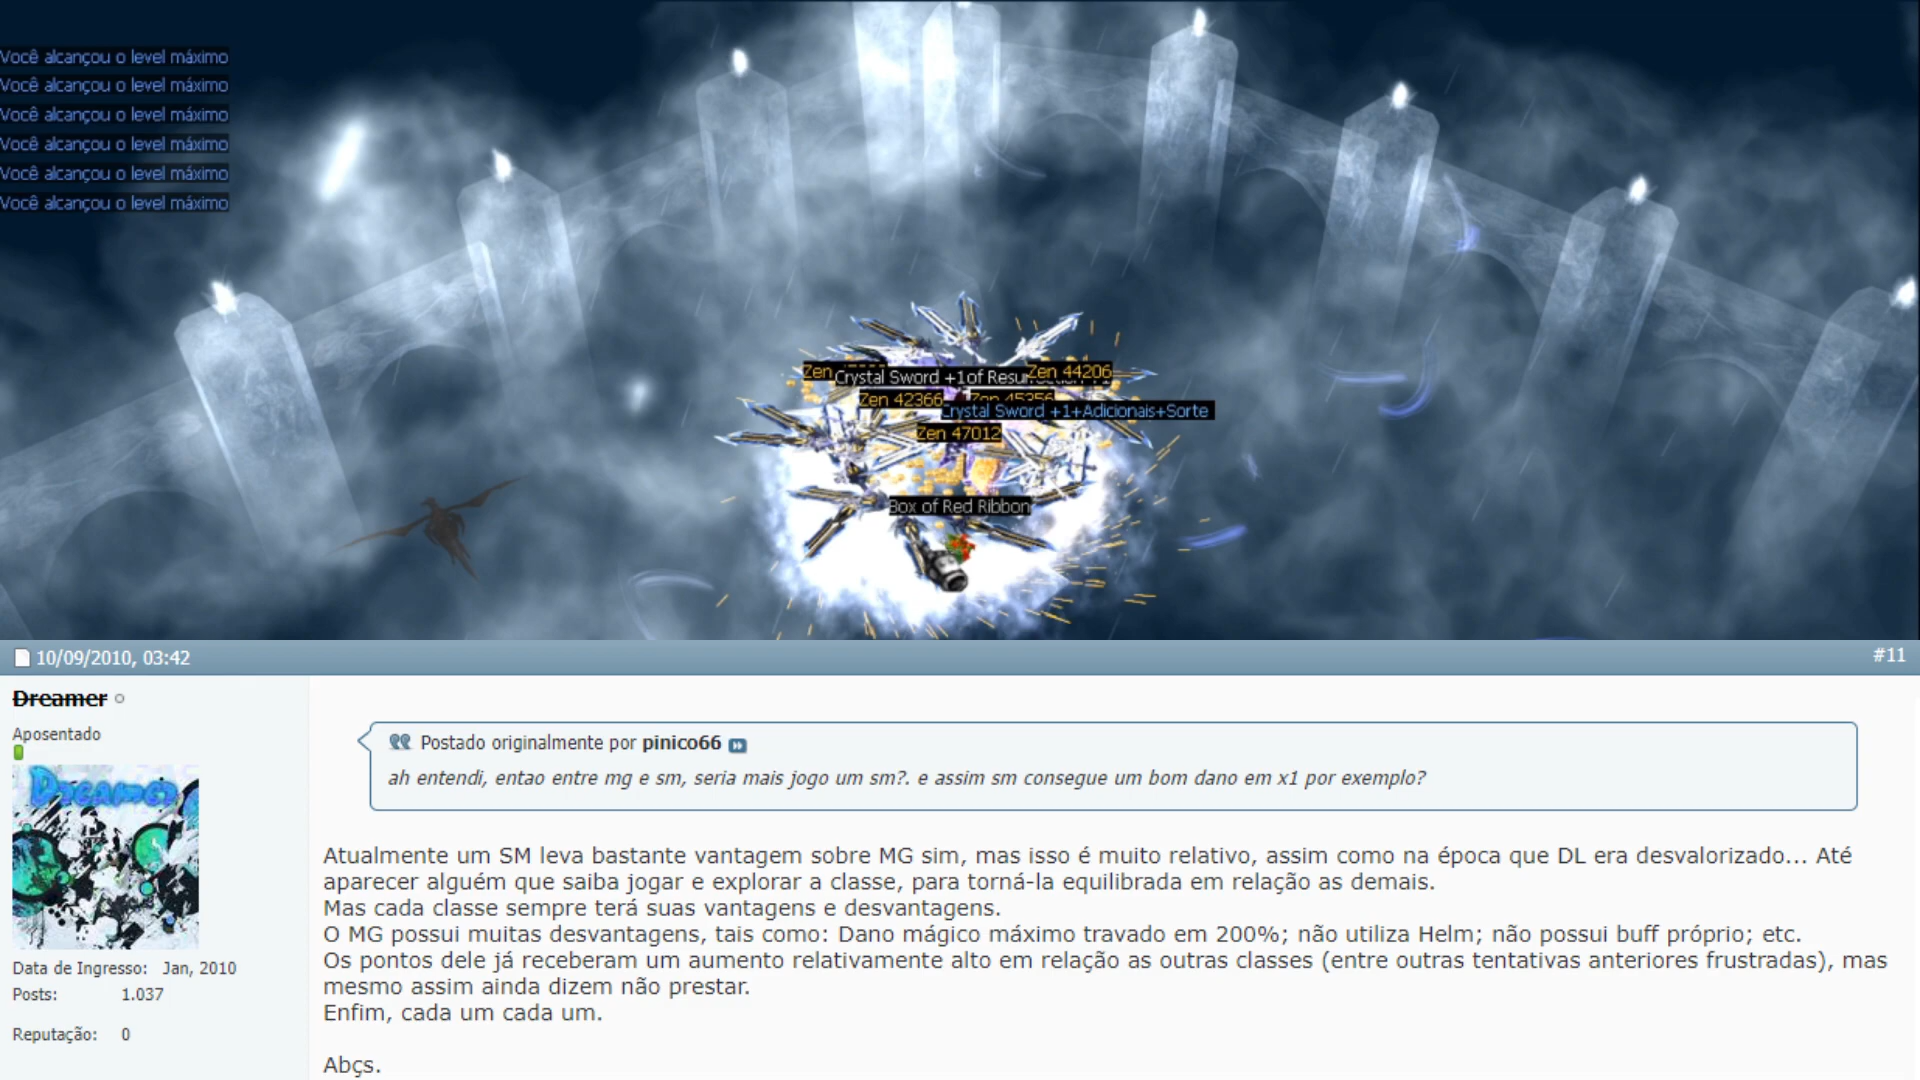 Você alcançou o level máximo
Você alcançou o level máximo
Você alcançou o level máximo
Você alcançou o level máximo
Você alcançou o level máximo
Você alcançou o level máximo
Zen
Crystal Sword +1 of
Zen 44206
Zen 42366
Zen 45356
Crystal Sword +1+Adicionais+Sorte
Zen 47012
Box of Red Ribbon
10/09/2010, 03:42
#11
Dreamer
Aposentado
Dreamer
Data de Ingresso: Jan, 2010
Posts: 1.037
Reputação: 0
Postado originalmente por pinico66
ah entendi, entao entre mg e sm, seria mais jogo um sm?. e assim sm consegue um bom dano em x1 por exemplo?
Atualmente um SM leva bastante vantagem sobre MG sim, mas isso é muito relativo, assim como na época que DL era desvalorizado... Até
aparecer alguém que saiba jogar e explorar a classe, para torná-la equilibrada em relação as demais.
Mas cada classe sempre terá suas vantagens e desvantagens.
O MG possui muitas desvantagens, tais como: Dano mágico máximo travado em 200%; não utiliza Helm; não possui buff próprio; etc.
Os pontos dele já receberam um aumento relativamente alto em relação as outras classes (entre outras tentativas anteriores frustradas), mas
mesmo assim ainda dizem não prestar.
Enfim, cada um cada um.
Abçs.